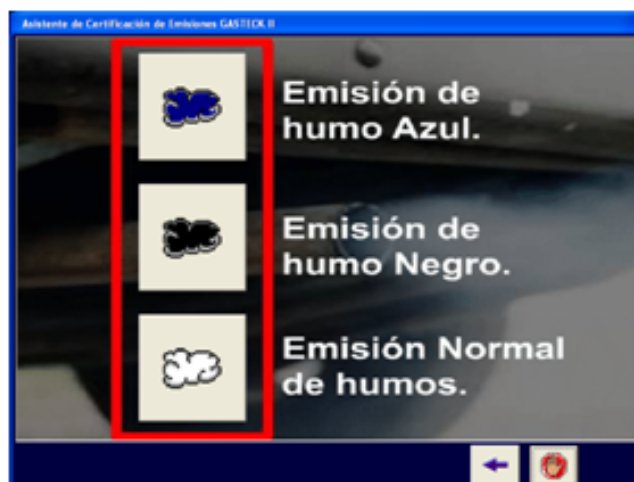 Asistente de Certificación de Emisiones GASTECK II
Emisión de
humo Azul.
Emisión de
humo Negro.
Emisión Normal
de humos.